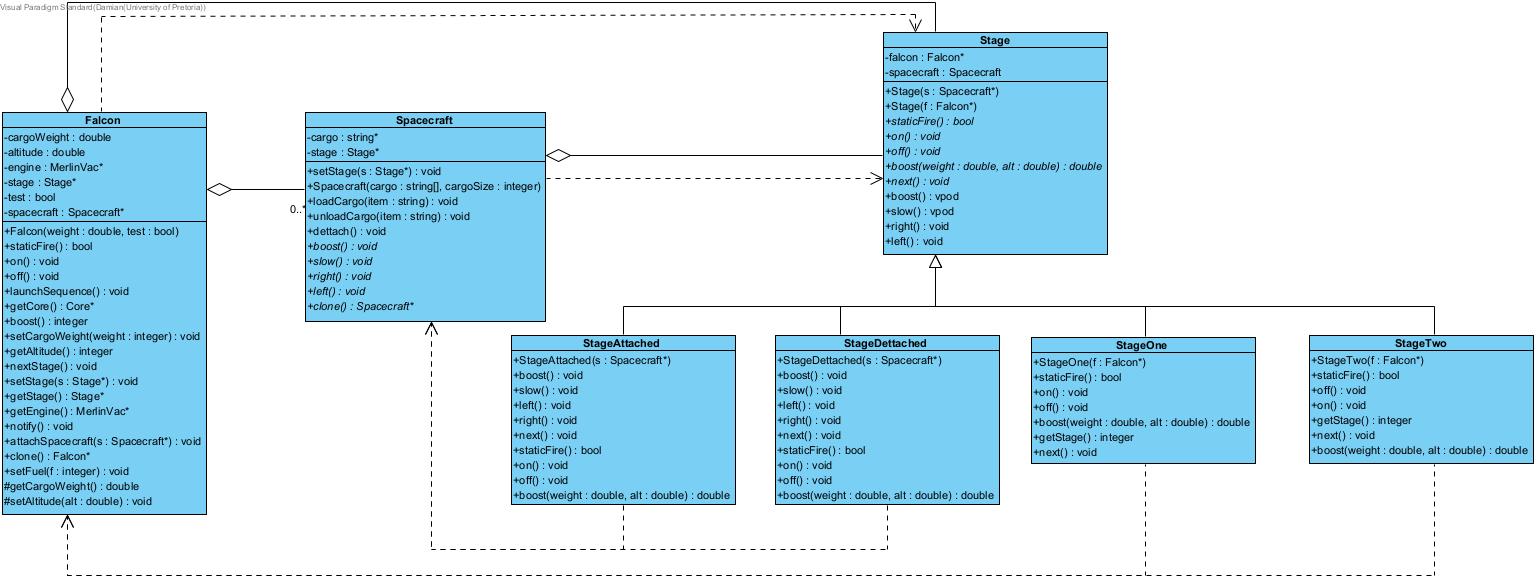 Visual Paradigm Standard(Damian(University of Pretoria))
Stage
-falcon : Falcon*
-spacecraft : Spacecraft
+Stage(s : Spacecraft*)
+Stage(f : Falcon*)
+staticFire() : bool
+on() : void
+off() : void
+boost(weight : double, alt : double) : double
+next() : void
+boost() : vpod
+slow() : vpod
+right() : void
+left() : void
Falcon
-cargoWeight : double
-altitude : double
-engine : MerlinVac*
-stage : Stage*
-test : bool
-spacecraft : Spacecraft*
+Falcon(weight : double, test : bool)
+staticFire() : bool
+on() : void
+off() : void
+launchSequence() : void
+getCore() : Core*
+boost() : integer
+setCargoWeight(weight : integer) : void
+getAltitude() : integer
+nextStage() : void
+setStage(s : Stage*) : void
+getStage() : Stage*
+getEngine() : MerlinVac*
+notify() : void
+attachSpacecraft(s : Spacecraft*) : void
+clone() : Falcon*
+setFuel(f : integer) : void
#getCargoWeight() : double
#setAltitude(alt : double) : void
0..*
Spacecraft
-cargo : string*
-stage : Stage*
+setStage(s : Stage*) : void
+Spacecraft(cargo : string[], cargoSize : integer)
+loadCargo(item : string) : void
+unloadCargo(item : string) : void
+dettach() : void
+boost() : void
+slow() : void
+right() : void
+left() : void
+clone() : Spacecraft*
StageAttached
+StageAttached(s : Spacecraft*)
+boost() : void
+slow() : void
+left() : void
+right() : void
+next() : void
+staticFire() : bool
+on() : void
+off() : void
+boost(weight : double, alt : double) : double
StageDettached
+StageDettached(s : Spacecraft*)
+boost() : void
+slow() : void
+left() : void
+right() : void
+next() : void
+staticFire() : bool
+on() : void
+off() : void
+boost(weight : double, alt : double) : double
StageOne
+StageOne(f : Falcon*)
+staticFire() : bool
+on() : void
+off() : void
+boost(weight : double, alt : double) : double
+getStage() : integer
+next() : void
StageTwo
+StageTwo(f : Falcon*)
+staticFire() : bool
+off() : void
+on() : void
+getStage() : integer
+next() : void
+boost(weight : double, alt : double) : double